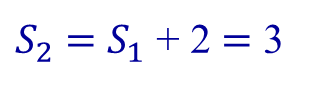 S₂ = S₁ + 2 = 3